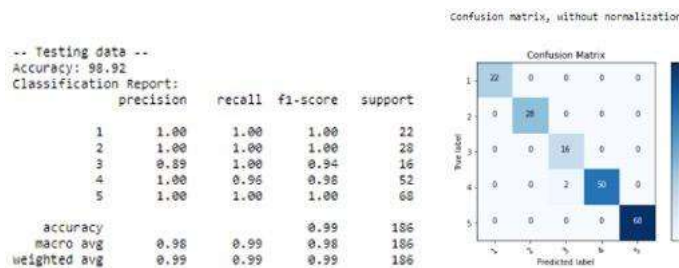 Confusion matrix, without normalization
-- Testing data --
Accuracy: 98.92
Classification Report:
precision recall f1-score support
1 1.00 1.00 1.00 22
2 1.00 1.00 1.00 28
3 0.89 1.00 0.94 16
4 1.00 0.96 0.98 52
5 1.00 1.00 1.00 68
accuracy 0.99 186
macro avg 0.98 0.99 0.98 186
weighted avg 0.99 0.99 0.99 186
Confusion Matrix
True label
1 22 0 0 0 0
2 0 28 0 0 0
3 0 0 16 0 0
4 0 0 2 50 0
5 0 0 0 0 68
1 2 3 4 5
Predicted label